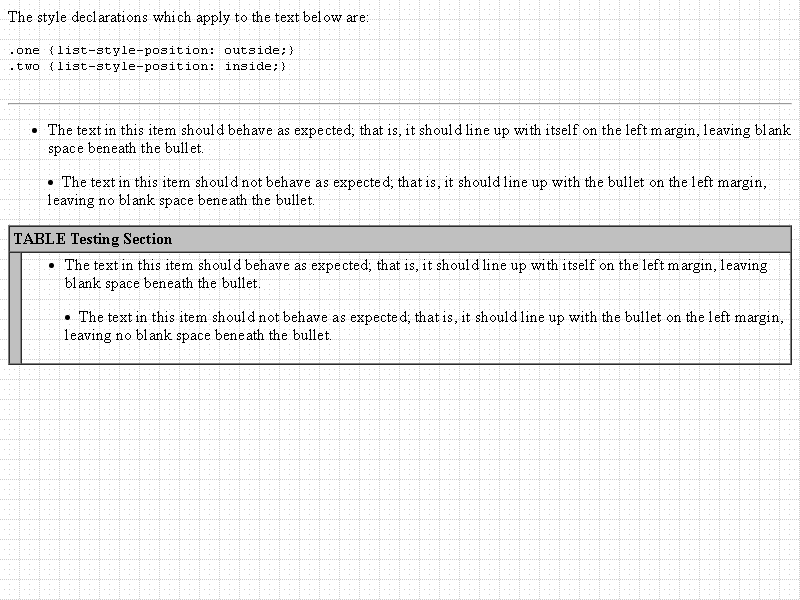 The style declarations which apply to the text below are:
.one {list-style-position: outside;}
.two {list-style-position: inside;}
• The text in this item should behave as expected; that is, it should line up with itself on the left margin, leaving blank
space beneath the bullet.
• The text in this item should not behave as expected; that is, it should line up with the bullet on the left margin,
leaving no blank space beneath the bullet.
TABLE Testing Section
• The text in this item should behave as expected; that is, it should line up with itself on the left margin, leaving
blank space beneath the bullet.
• The text in this item should not behave as expected; that is, it should line up with the bullet on the left margin,
leaving no blank space beneath the bullet.